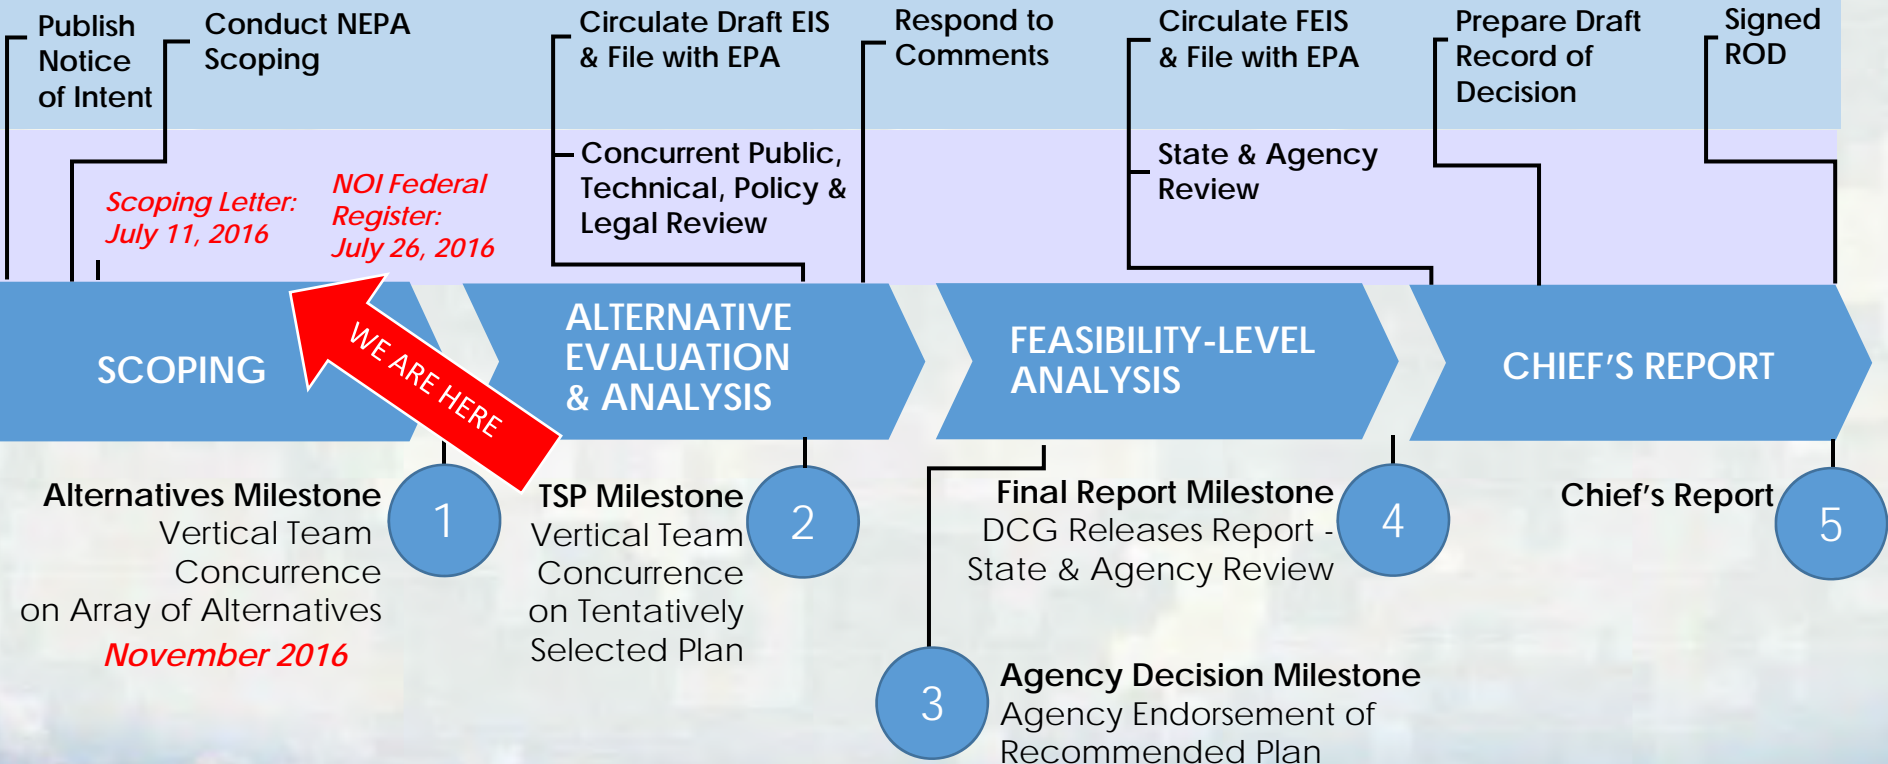 Publish
Notice
of Intent
Conduct NEPA
Scoping
Circulate Draft EIS
& File with EPA
Respond to
Comments
Circulate FEIS
& File with EPA
Prepare Draft
Record of
Decision
Signed
ROD
Scoping Letter:
July 11, 2016
NOI Federal
Register:
July 26, 2016
Concurrent Public,
Technical, Policy &
Legal Review
State & Agency
Review
SCOPING
WE ARE HERE
ALTERNATIVE
EVALUATION
& ANALYSIS
FEASIBILITY-LEVEL
ANALYSIS
CHIEF'S REPORT
Alternatives Milestone
Vertical Team
Concurrence
on Array of Alternatives
November 2016
1
TSP Milestone
Vertical Team
Concurrence
on Tentatively
Selected Plan
2
3
Agency Decision Milestone
Agency Endorsement of
Recommended Plan
Final Report Milestone
DCG Releases Report -
State & Agency Review
4
Chief's Report
5